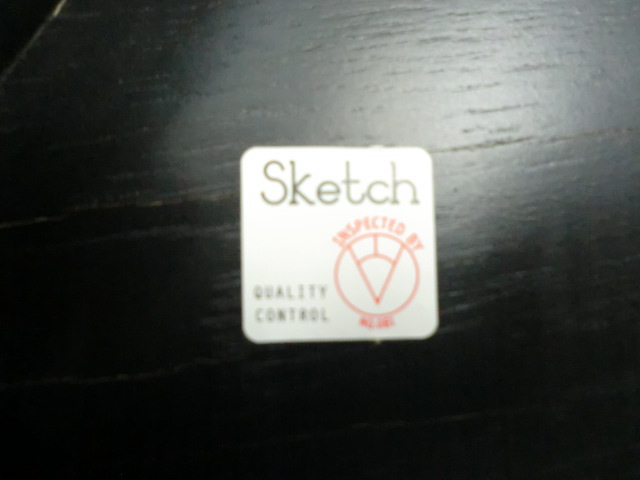 Sketch
INSPECTED BY
QUALITY
CONTROL